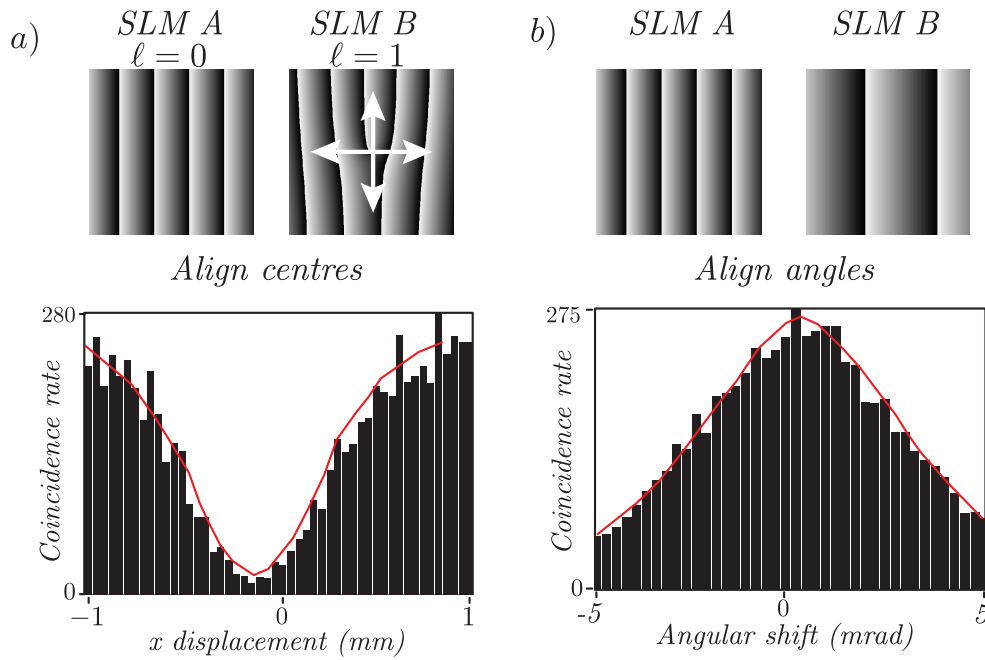 a)
SLM A
SLM B
ℓ = 0
ℓ = 1
Align centres
280
0
Coincidence rate
−1
0
1
x displacement (mm)
b)
SLM A
SLM B
Align angles
275
0
Coincidence rate
-5
0
5
Angular shift (mrad)